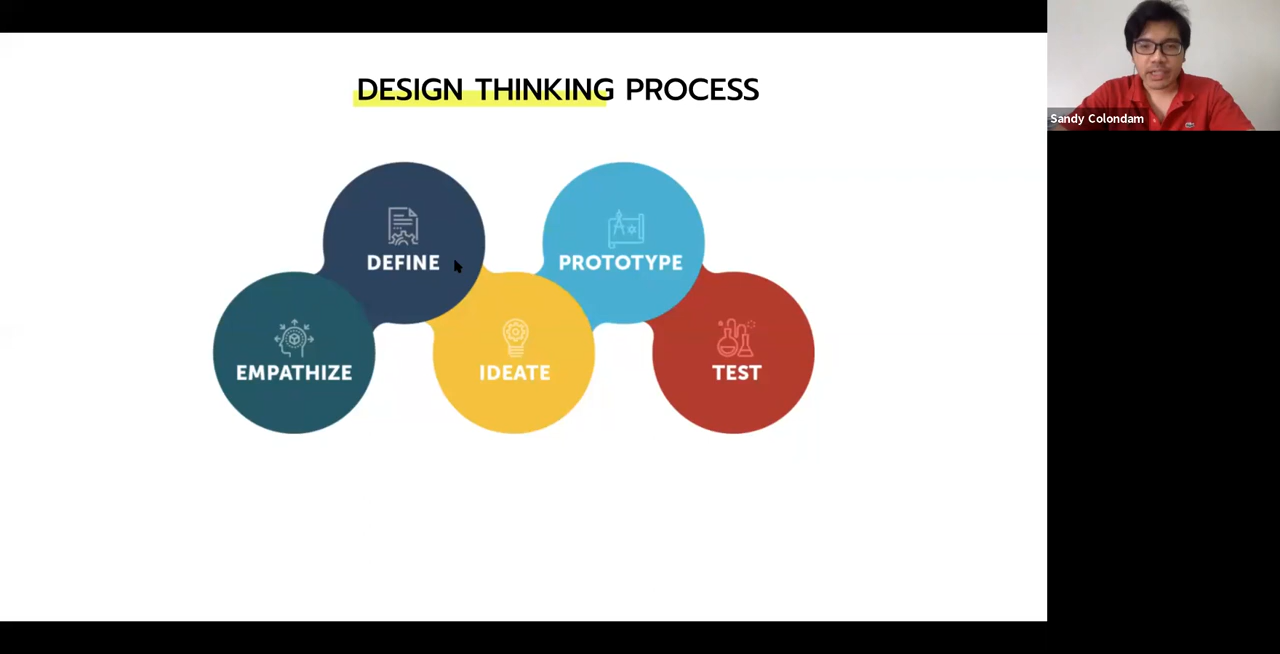 DESIGN THINKING PROCESS
Sandy Colondam
DEFINE
PROTOTYPE
EMPATHIZE
IDEATE
TEST